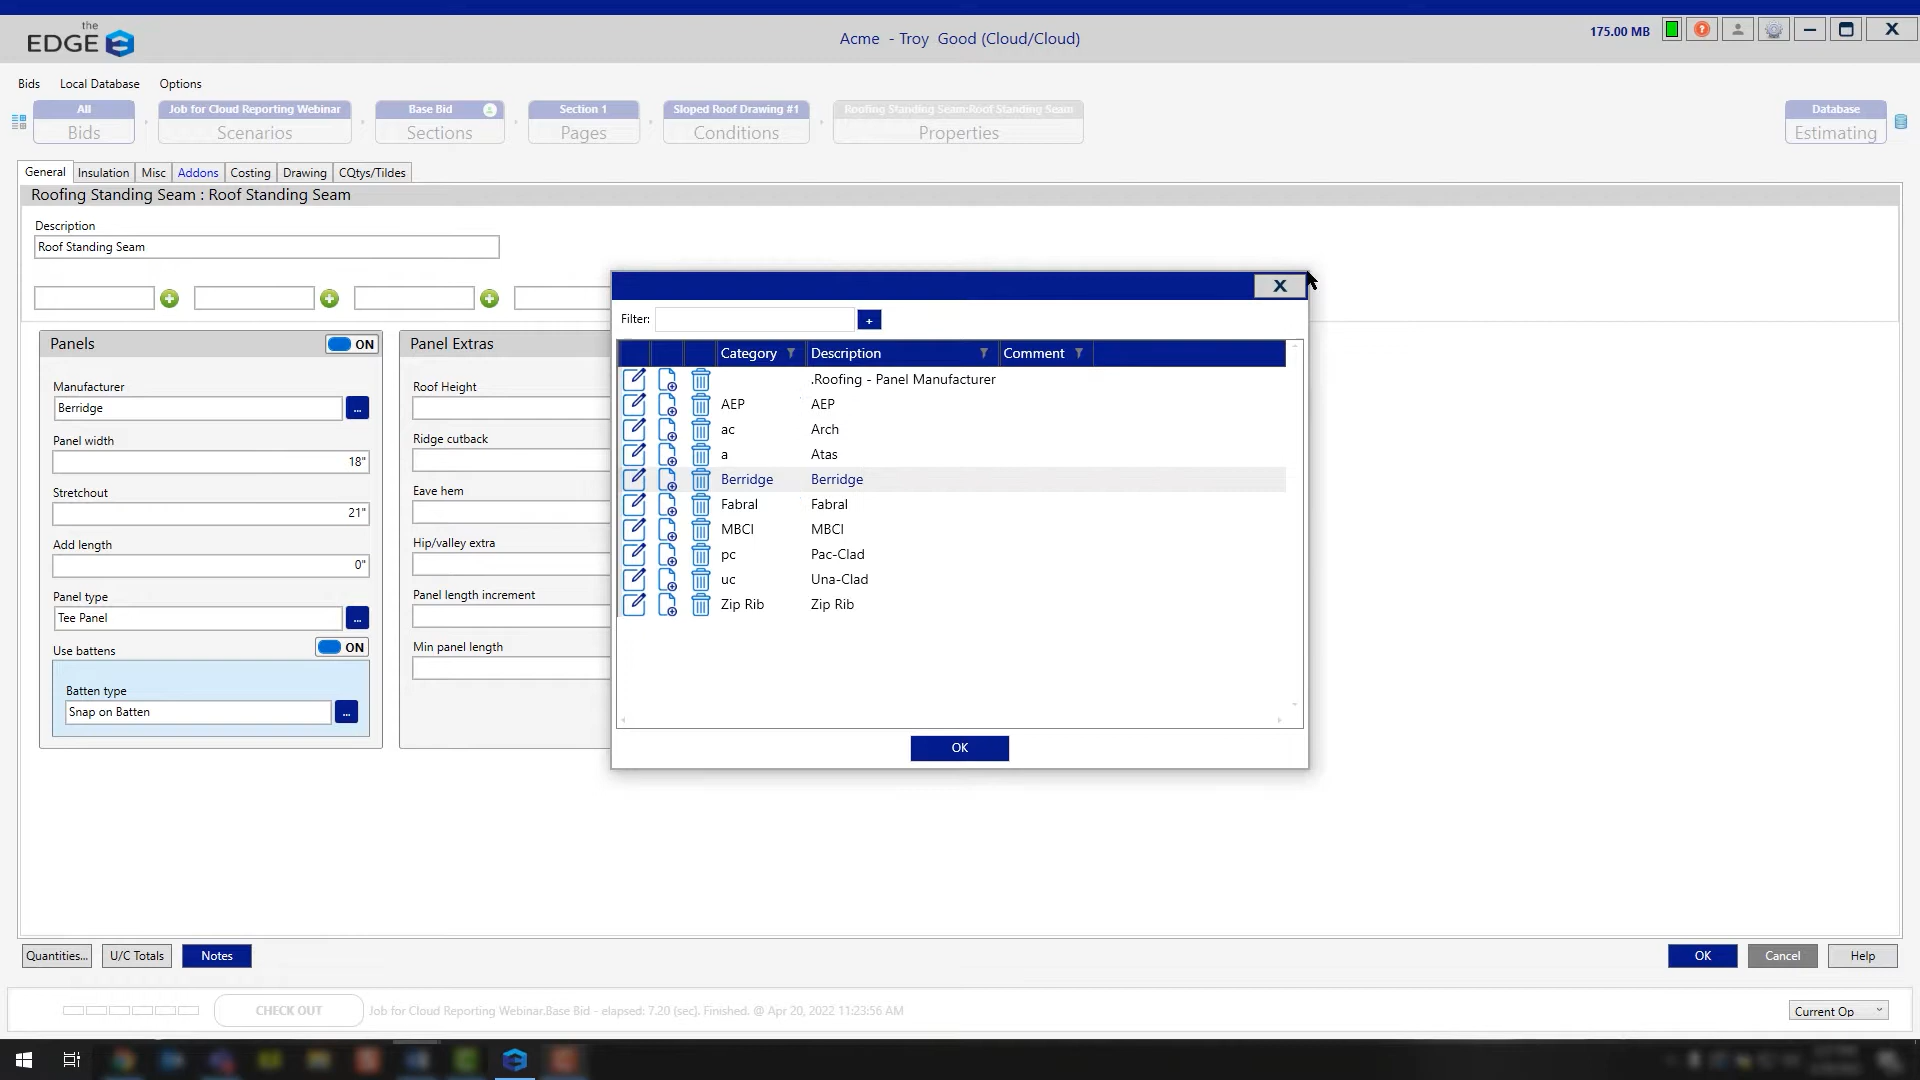 the
EDGE
Acme - Troy Good (Cloud/Cloud)
175.00 MB
X
Bids Local Database Options
All
Bids
Job for Cloud Reporting Webinar
Scenarios
Base Bid
Sections
Section 1
Pages
Sloped Roof Drawing #1
Conditions
Roofing Standing Seam:Roof Standing Seam
Properties
Database
Estimating
General Insulation Misc Addons Costing Drawing CQtys/Tildes
Roofing Standing Seam : Roof Standing Seam
Description
Roof Standing Seam
Panels ON
Manufacturer
Berridge ...
Panel width
18"
Stretchout
21"
Add length
0"
Panel type
Tee Panel ...
Use battens ON
Batten type
Snap on Batten ...
Panel Extras
Roof Height
Ridge cutback
Eave hem
Hip/valley extra
Panel length increment
Min panel length
X
Filter: +
Category Description Comment
.Roofing - Panel Manufacturer
AEP AEP
ac Arch
a Atas
Berridge Berridge
Fabral Fabral
MBCI MBCI
pc Pac-Clad
uc Una-Clad
Zip Rib Zip Rib
OK
Quantities... U/C Totals Notes
OK Cancel Help
CHECK OUT
Job for Cloud Reporting Webinar.Base Bid - elapsed: 7.20 (sec). Finished. @ Apr 20, 2022 11:23:56 AM
Current Op